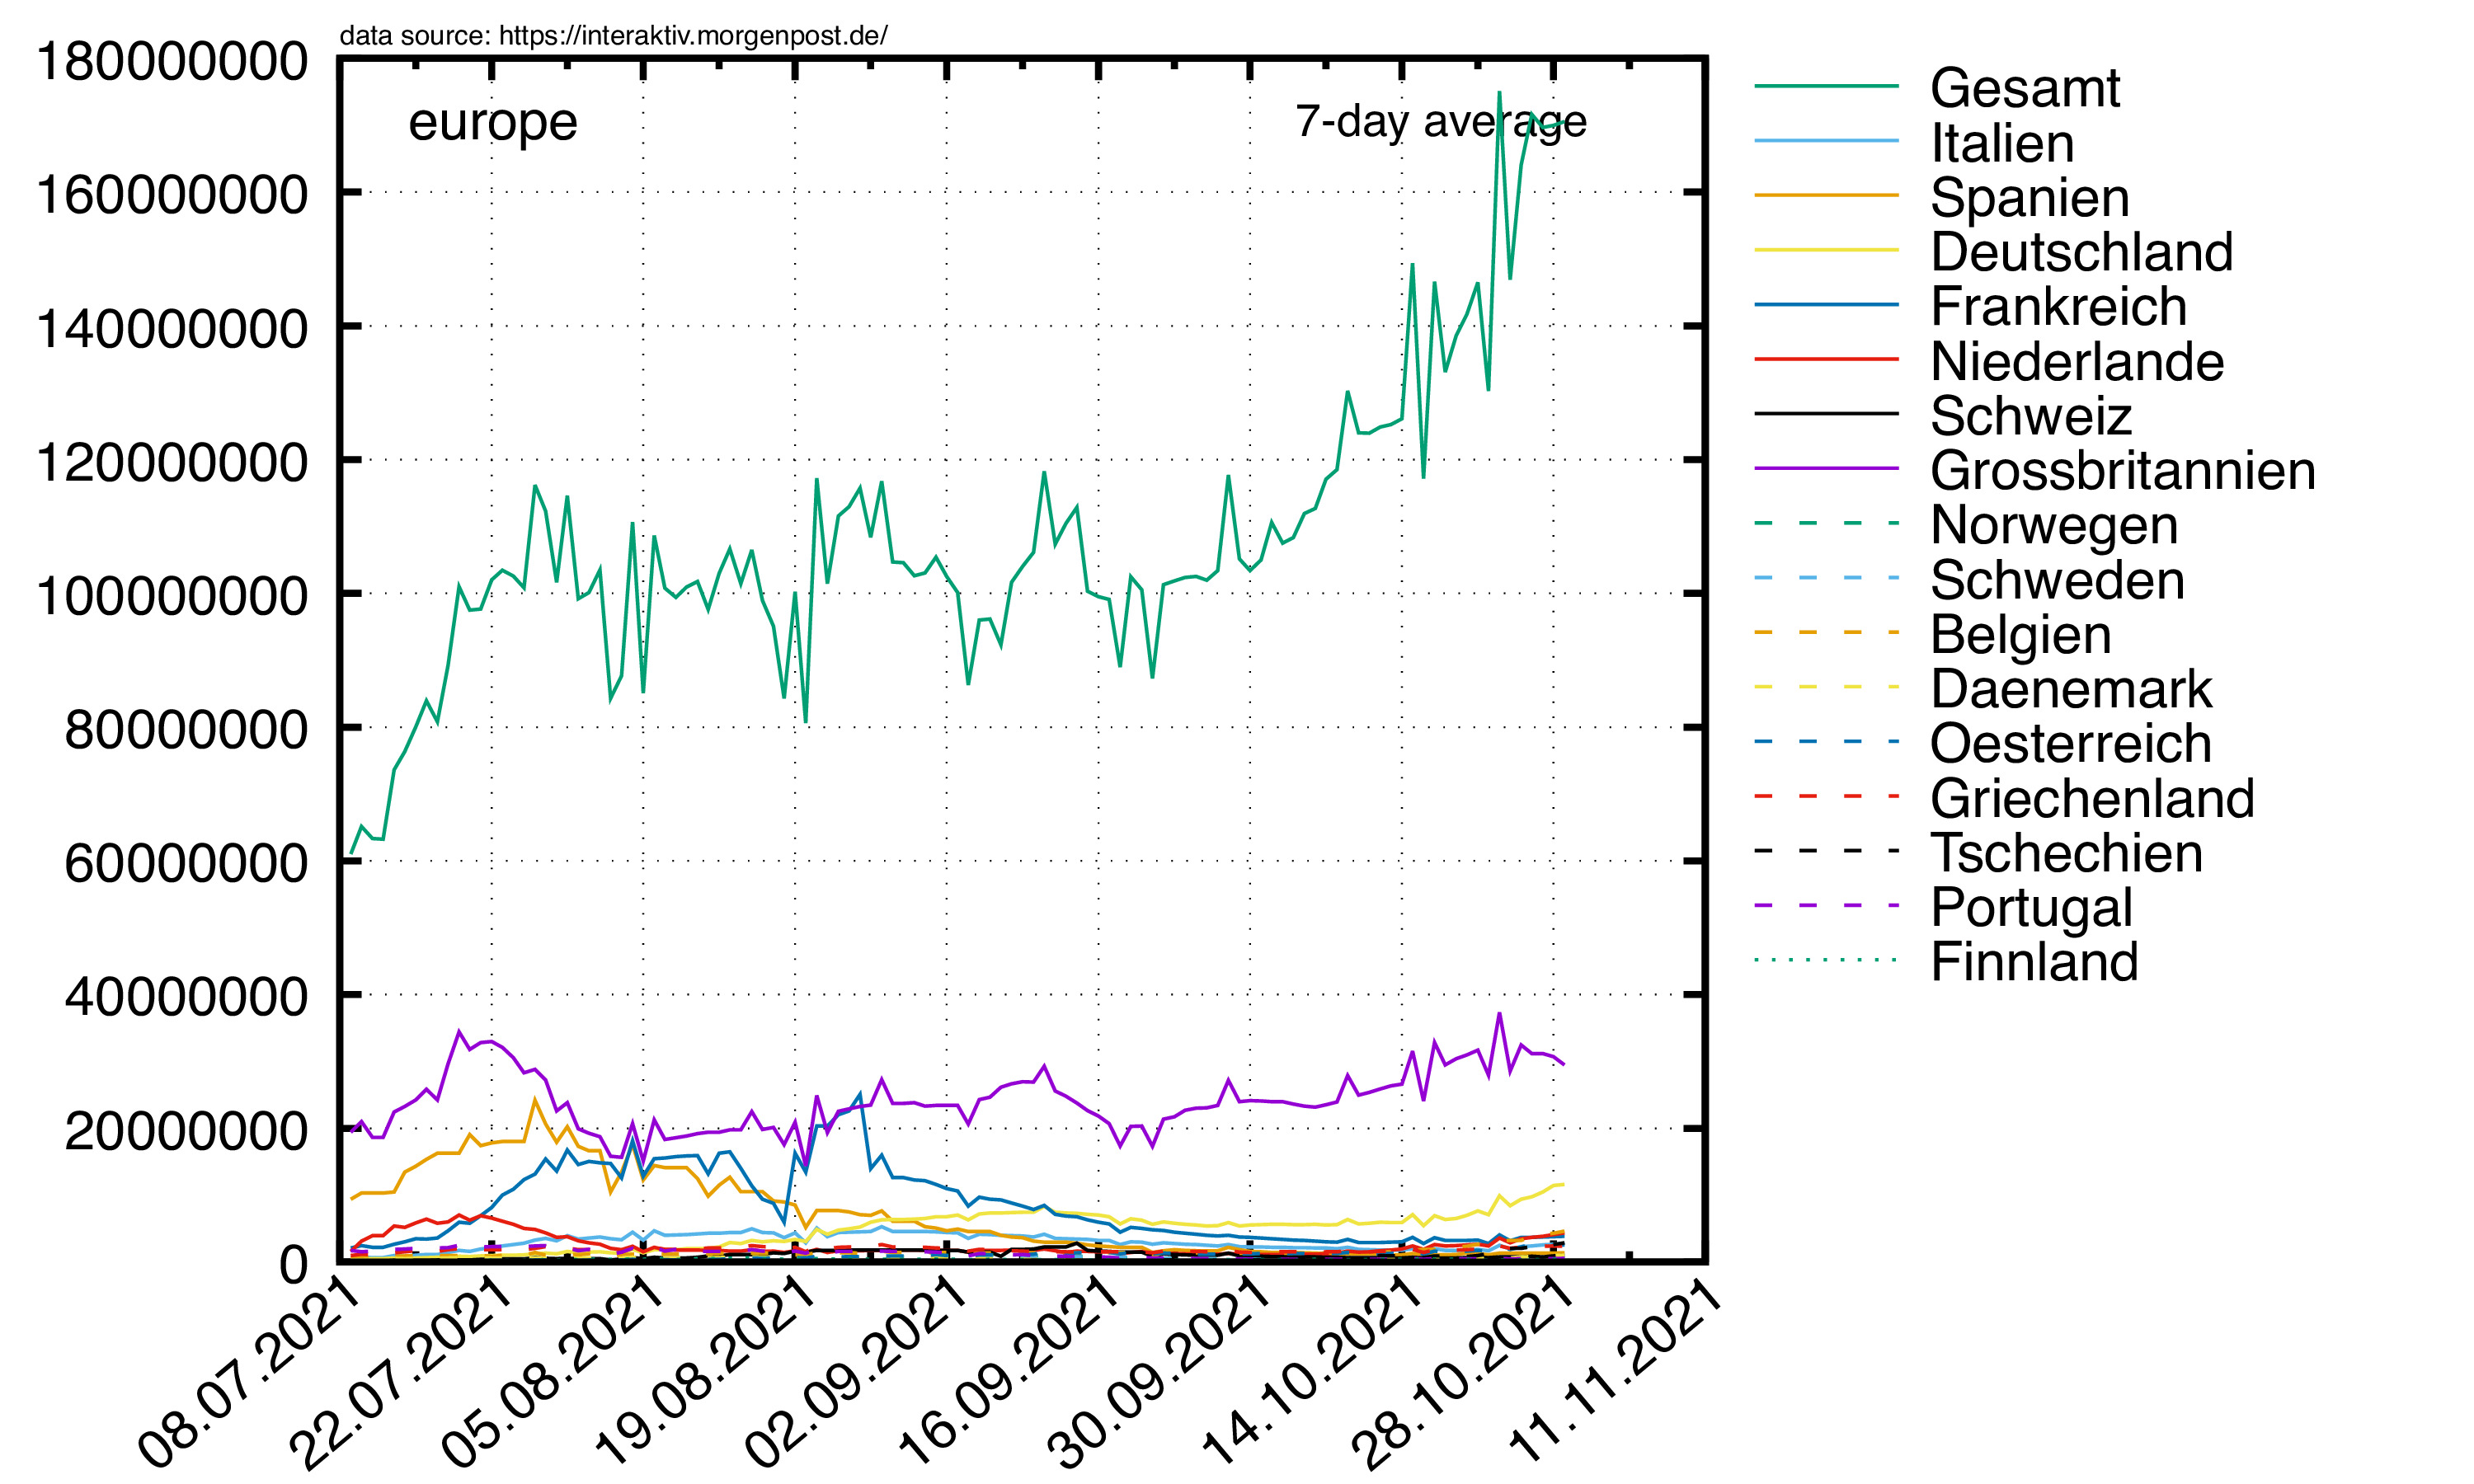 data source: https://interaktiv.morgenpost.de/
europe
7-day average
180000000
160000000
140000000
120000000
100000000
80000000
60000000
40000000
20000000
0
08.07.2021
22.07.2021
05.08.2021
19.08.2021
02.09.2021
16.09.2021
30.09.2021
14.10.2021
28.10.2021
11.11.2021
Gesamt
Italien
Spanien
Deutschland
Frankreich
Niederlande
Schweiz
Grossbritannien
Norwegen
Schweden
Belgien
Daenemark
Oesterreich
Griechenland
Tschechien
Portugal
Finnland